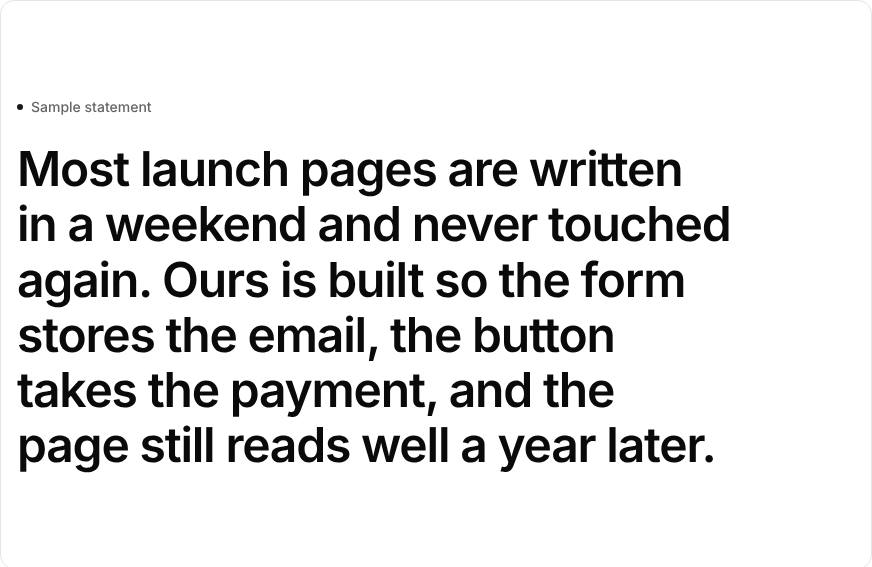 Sample statement
Most launch pages are written
in a weekend and never touched
again. Ours is built so the form
stores the email, the button
takes the payment, and the
page still reads well a year later.